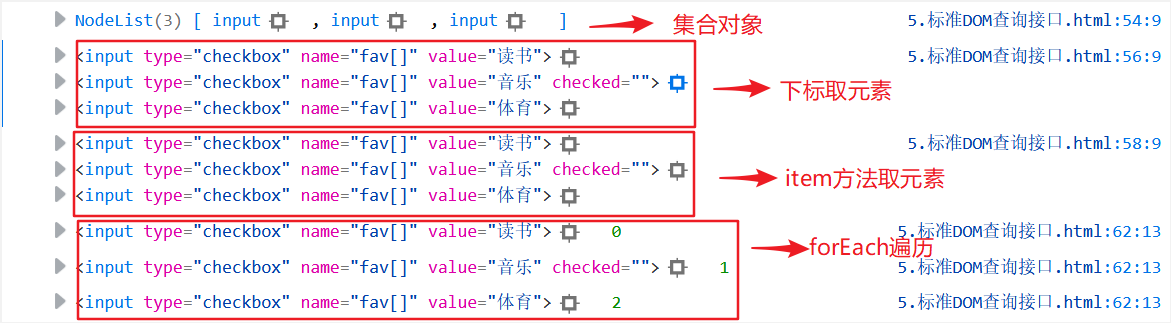 NodeList(3) [ input , input , input ] 集合对象 5.标准DOM查询接口.html:54:9
<input type="checkbox" name="fav[]" value="读书"> 5.标准DOM查询接口.html:56:9
<input type="checkbox" name="fav[]" value="音乐" checked=""> 下标取元素
<input type="checkbox" name="fav[]" value="体育">
<input type="checkbox" name="fav[]" value="读书"> 5.标准DOM查询接口.html:58:9
<input type="checkbox" name="fav[]" value="音乐" checked=""> item方法取元素
<input type="checkbox" name="fav[]" value="体育">
<input type="checkbox" name="fav[]" value="读书"> 0 forEach遍历 5.标准DOM查询接口.html:62:13
<input type="checkbox" name="fav[]" value="音乐" checked=""> 1 5.标准DOM查询接口.html:62:13
<input type="checkbox" name="fav[]" value="体育"> 2 5.标准DOM查询接口.html:62:13